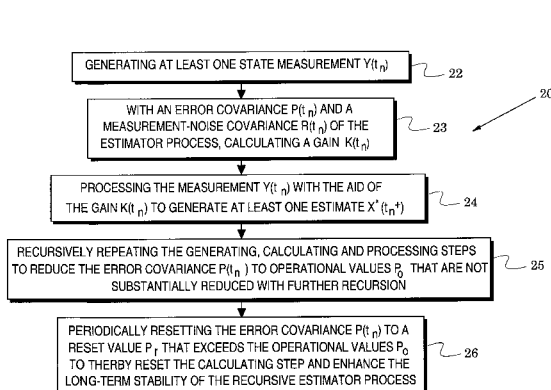 GENERATING AT LEAST ONE STATE MEASUREMENT Y(tn)
22
20
WITH AN ERROR COVARIANCE P(tn) AND A
MEASUREMENT-NOISE COVARIANCE R(tn) OF THE
ESTIMATOR PROCESS, CALCULATING A GAIN K(tn)
23
PROCESSING THE MEASUREMENT Y(tn) WITH THE AID OF
THE GAIN K(tn) TO GENERATE AT LEAST ONE ESTIMATE X*(tn+)
24
RECURSIVELY REPEATING THE GENERATING, CALCULATING AND PROCESSING STEPS
TO REDUCE THE ERROR COVARIANCE P(tn) TO OPERATIONAL VALUES Po THAT ARE NOT
SUBSTANTIALLY REDUCED WITH FURTHER RECURSION
25
PERIODICALLY RESETTING THE ERROR COVARIANCE P(tn) TO A
RESET VALUE Pr THAT EXCEEDS THE OPERATIONAL VALUES Po
TO THERBY RESET THE CALCULATING STEP AND ENHANCE THE
LONG-TERM STABILITY OF THE RECURSIVE ESTIMATOR PROCESS
26